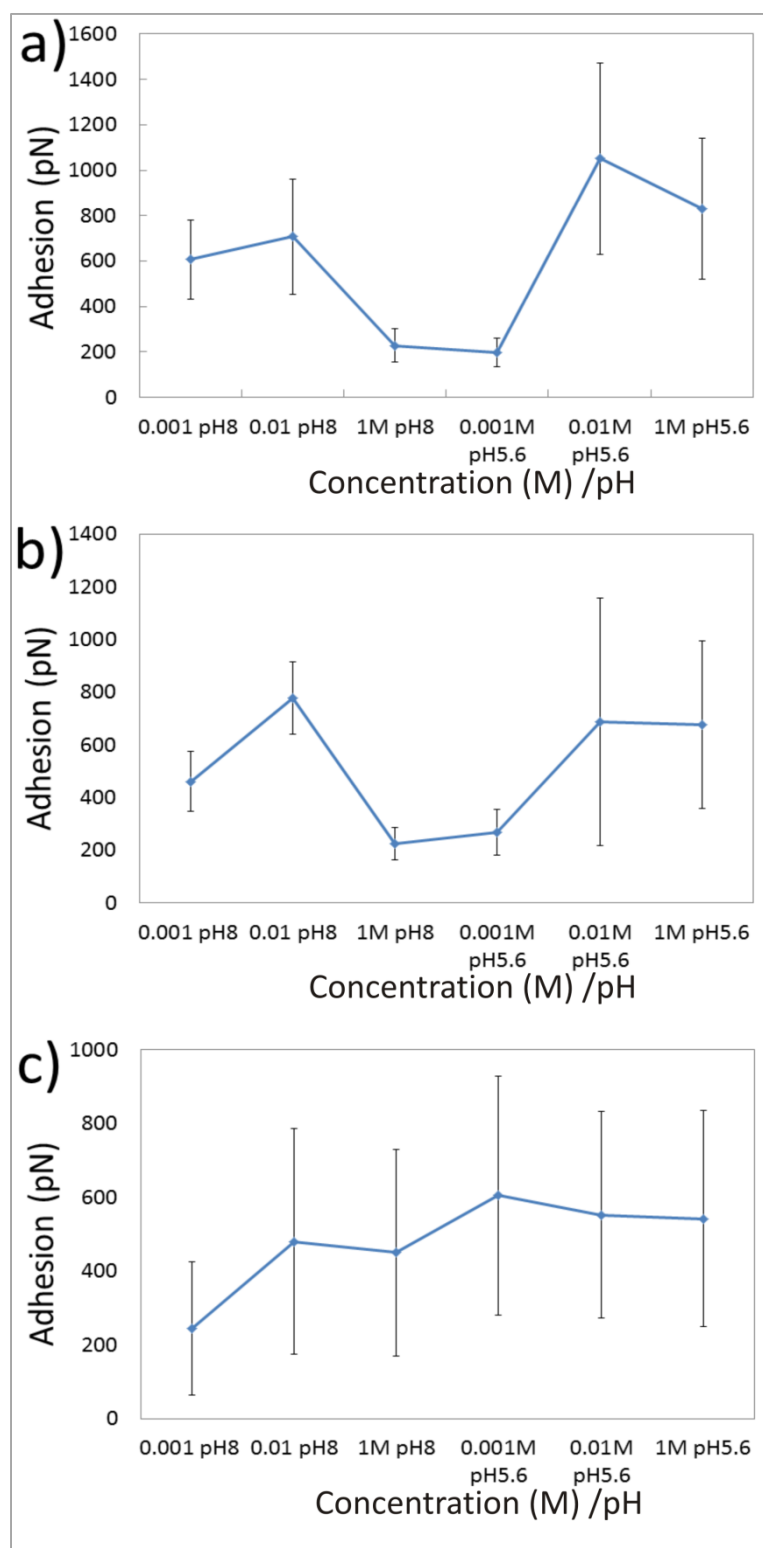 a)
Adhesion (pN)
1600
1400
1200
1000
800
600
400
200
0
0.001 pH8 0.01 pH8 1M pH8 0.001M 0.01M 1M pH5.6
pH5.6 pH5.6
Concentration (M) /pH
b)
Adhesion (pN)
1400
1200
1000
800
600
400
200
0
0.001 pH8 0.01 pH8 1M pH8 0.001M 0.01M 1M pH5.6
pH5.6 pH5.6
Concentration (M) /pH
c)
Adhesion (pN)
1000
800
600
400
200
0
0.001 pH8 0.01 pH8 1M pH8 0.001M 0.01M 1M pH5.6
pH5.6 pH5.6
Concentration (M) /pH